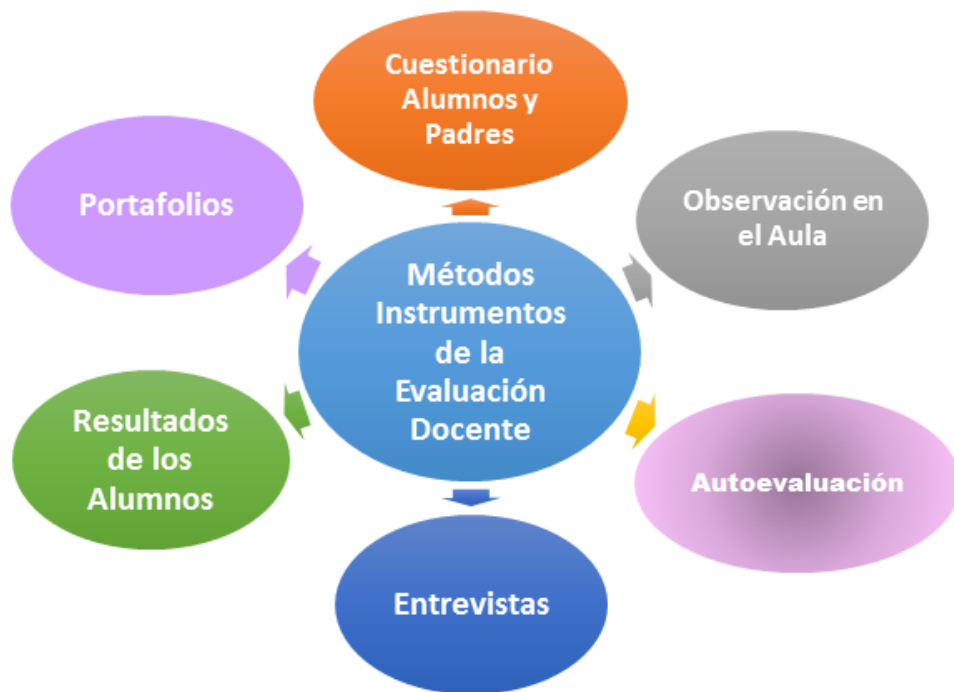 Cuestionario
Alumnos y
Padres
Portafolios
Observación en
el Aula
Métodos
Instrumentos
de la
Evaluación
Docente
Resultados
de los
Alumnos
Autoevaluación
Entrevistas